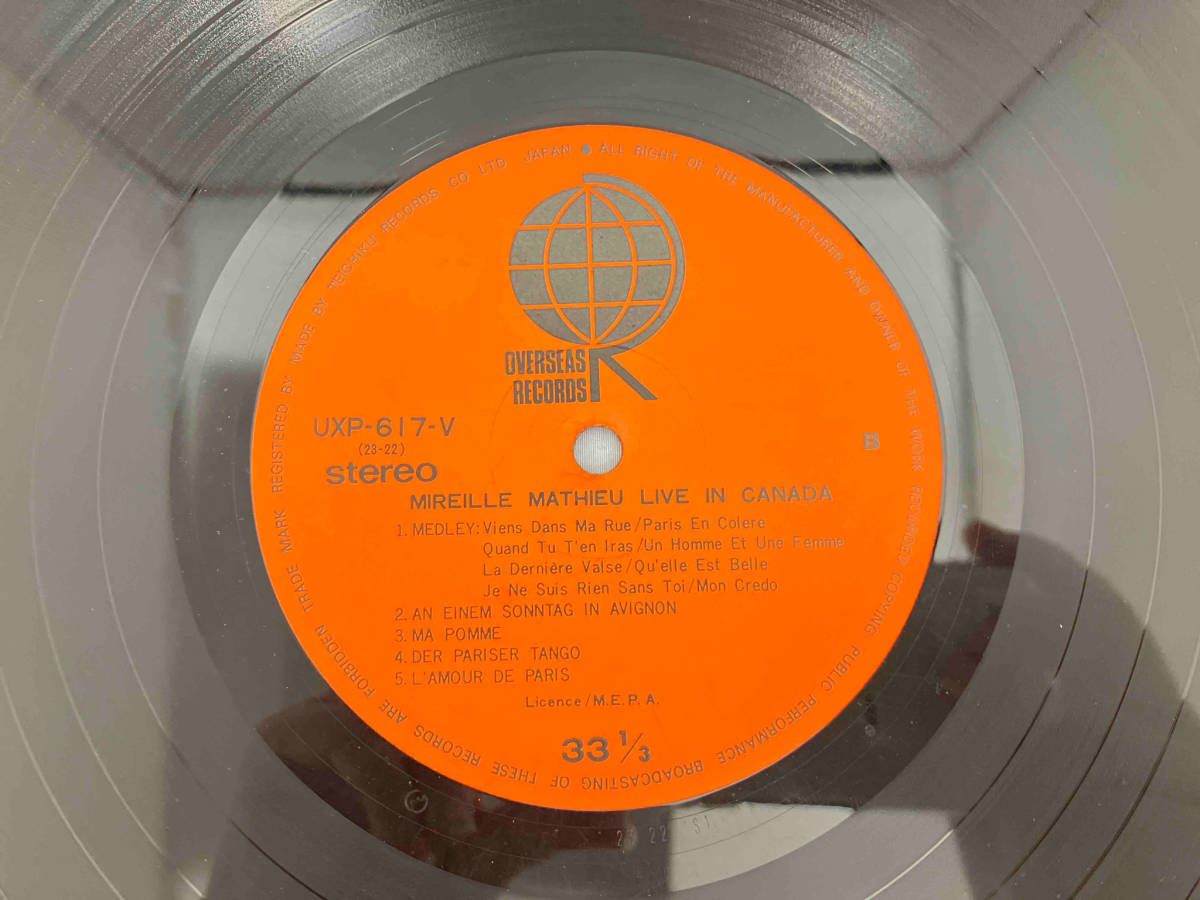 TRADE MARK REGISTERED BY MADE BY TEICHIKU RECORDS CO LTD. JAPAN ● ALL RIGHT OF THE MANUFACTURER AND OWNER OF THE WORK RECORDED COPYING PUBLIC PERFORMANCE BROADCASTING OF THESE RECORDS ARE FORBIDDEN
OVERSEAS
RECORDS
UXP-617-V
(23-22)
stereo
B
MIREILLE MATHIEU LIVE IN CANADA
1. MEDLEY: Viens Dans Ma Rue/Paris En Colere
Quand Tu T'en Iras/Un Homme Et Une Femme
La Dernière Valse/Qu'elle Est Belle
Je Ne Suis Rien Sans Toi/Mon Credo
2. AN EINEM SONNTAG IN AVIGNON
3. MA POMME
4. DER PARISER TANGO
5. L'AMOUR DE PARIS
Licence/M.E.P.A.
33 1/3